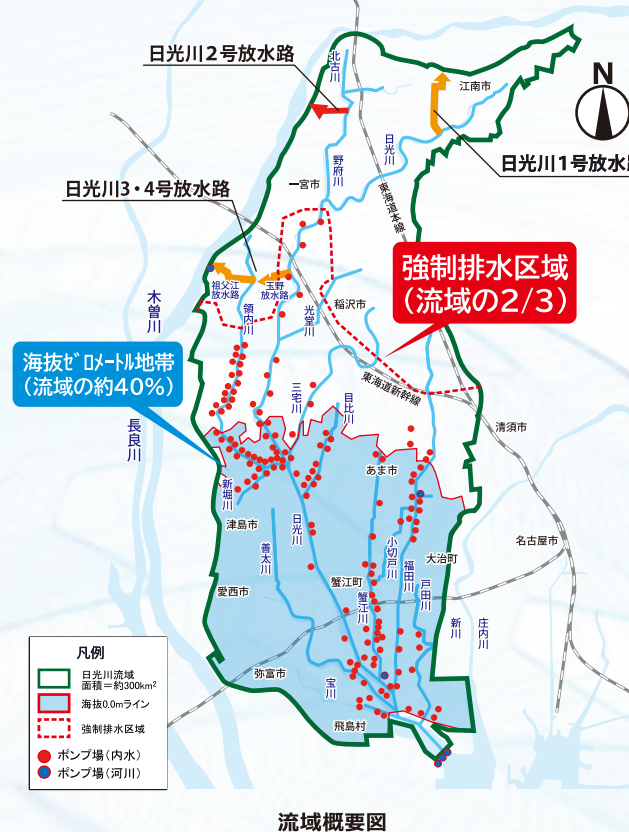 日光川2号放水路
北古川
江南市
N
日光川
日光川1号放水
野府川
一宮市
東海道本線
日光川3・4号放水路
強制排水区域
(流域の2/3)
祖父江
放水路
玉野
放水路
木曽川
領内川
光堂川
稲沢市
海抜ｾﾞﾛﾒｰﾄﾙ地帯
(流域の約40%)
三宅川
目比川
東海道新幹線
清須市
長良川
あま市
新堀川
津島市
日光川
善太川
小切戸川
福田川
戸田川
大治町
名古屋市
愛西市
蟹江町
蟹江川
新川
庄内川
弥富市
宝川
飛島村
凡例
日光川流域
面積＝約300km²
海抜0.0mライン
強制排水区域
ポンプ場(内水)
ポンプ場(河川)
流域概要図